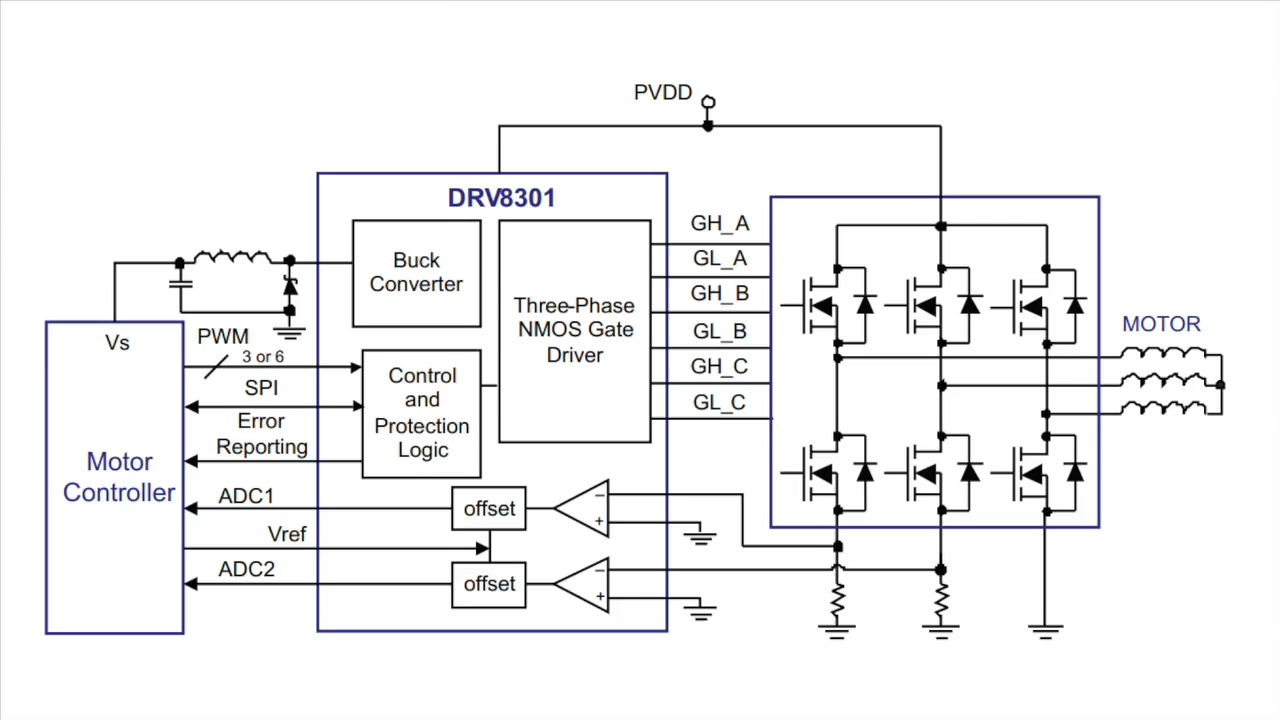 PVDD
DRV8301
Buck
Converter
Three-Phase
NMOS Gate
Driver
GH_A
GL_A
GH_B
GL_B
GH_C
GL_C
MOTOR
Vs
PWM
3 or 6
SPI
Error
Reporting
Control
and
Protection
Logic
Motor
Controller
ADC1
offset
−
+
Vref
ADC2
offset
−
+